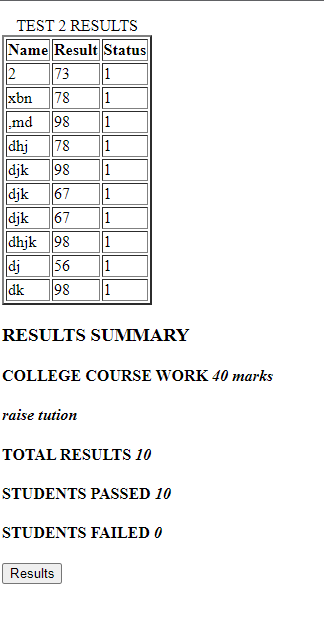 TEST 2 RESULTS
Name Result Status
2 73 1
xbn 78 1
,md 98 1
dhj 78 1
djk 98 1
djk 67 1
djk 67 1
dhjk 98 1
dj 56 1
dk 98 1
RESULTS SUMMARY
COLLEGE COURSE WORK 40 marks
raise tution
TOTAL RESULTS 10
STUDENTS PASSED 10
STUDENTS FAILED 0
Results